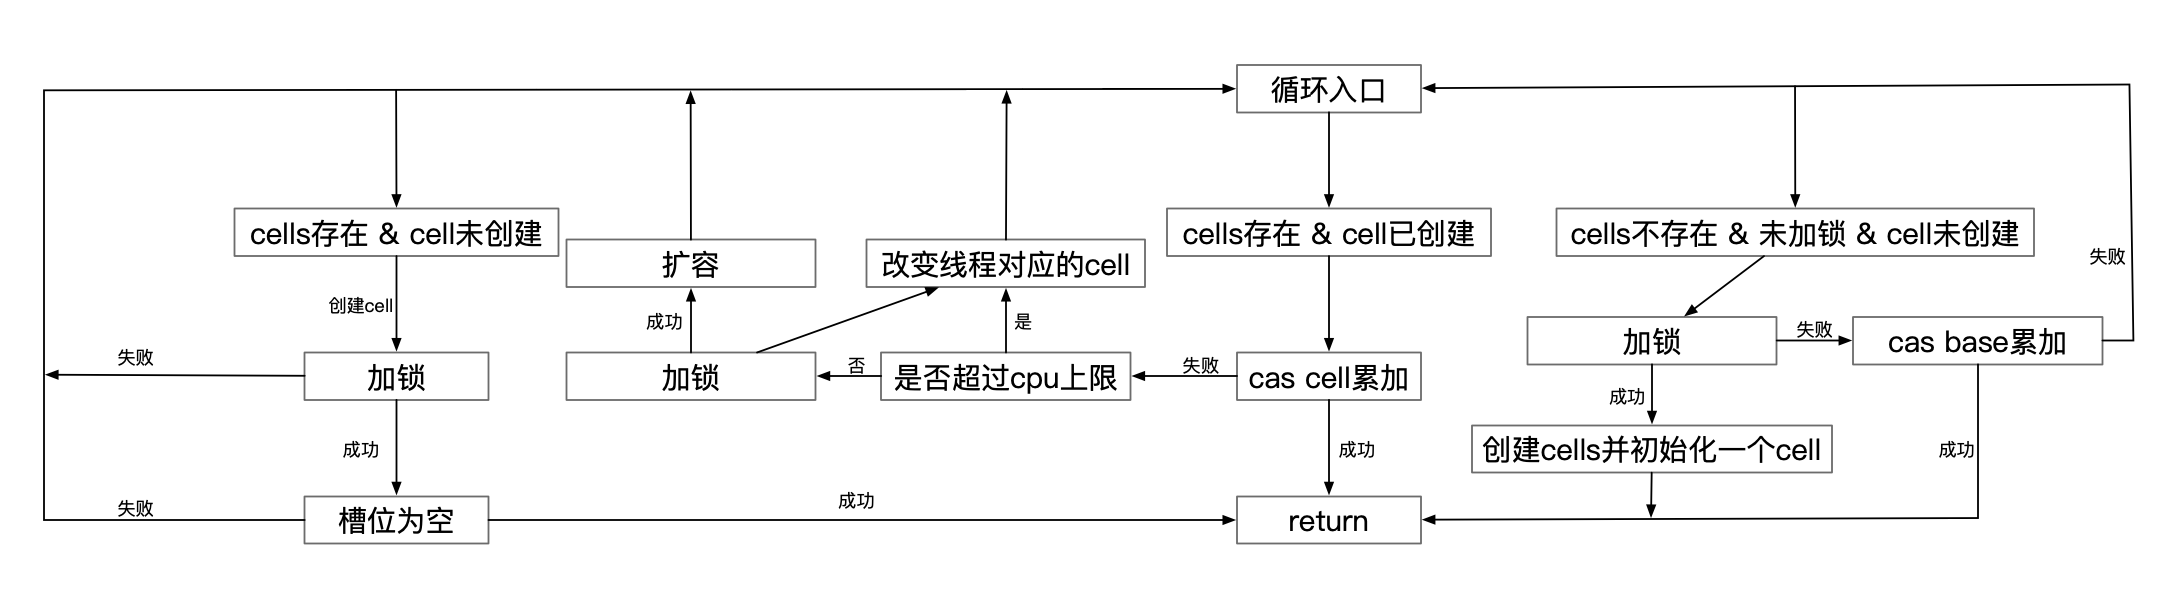 循环入口
cells存在 & cell未创建
cells存在 & cell已创建
cells不存在 & 未加锁 & cell未创建
扩容
改变线程对应的cell
失败
创建cell
成功
是
失败
加锁
加锁
否
是否超过cpu上限
失败
cas cell累加
加锁
失败
cas base累加
成功
成功
成功
创建cells并初始化一个cell
成功
失败
槽位为空
成功
return